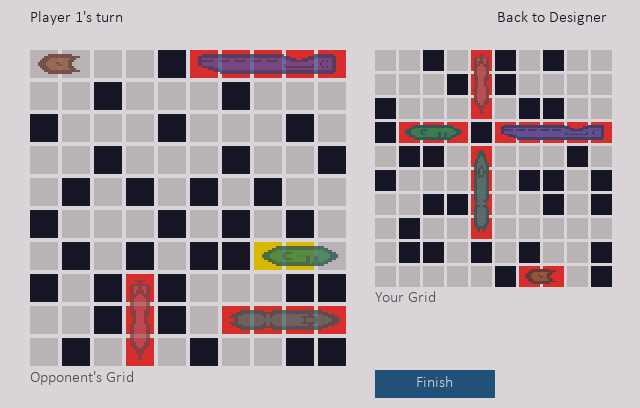 Player 1's turn
Back to Designer
Your Grid
Opponent's Grid
Finish